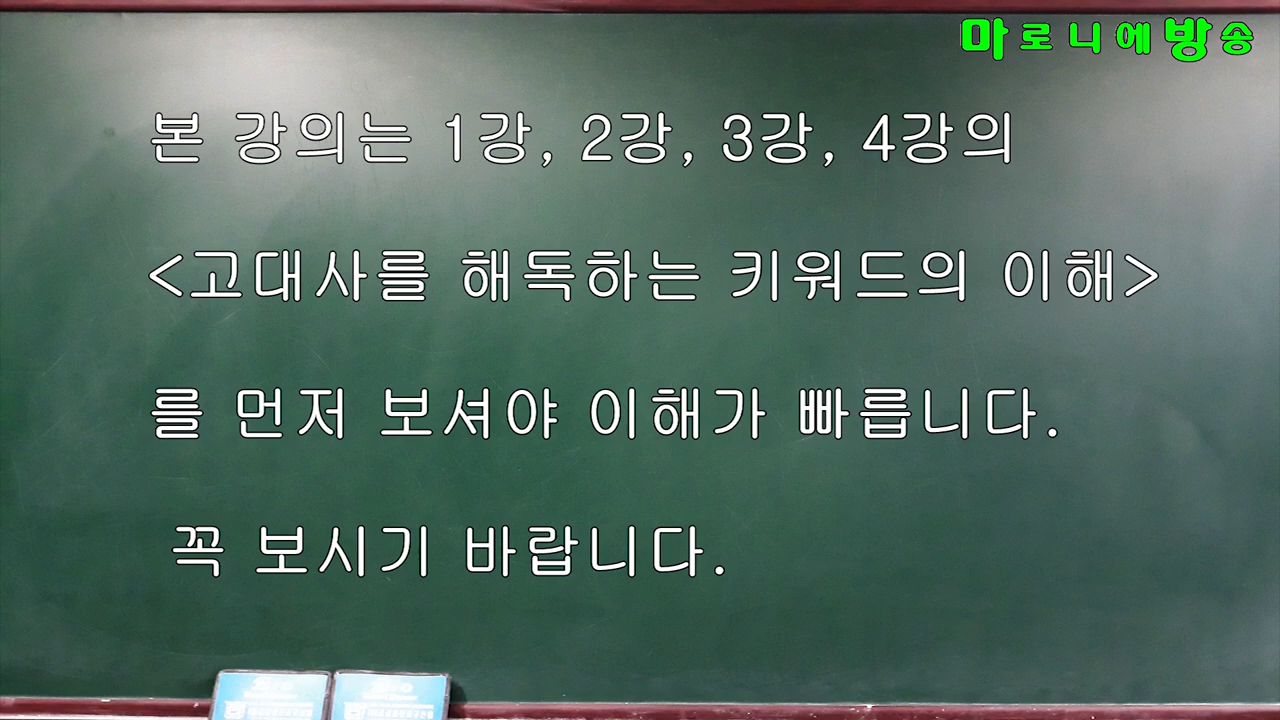 마로니에방송
본 강의는 1강, 2강, 3강, 4강의
<고대사를 해독하는 키워드의 이해>
를 먼저 보셔야 이해가 빠릅니다.
꼭 보시기 바랍니다.